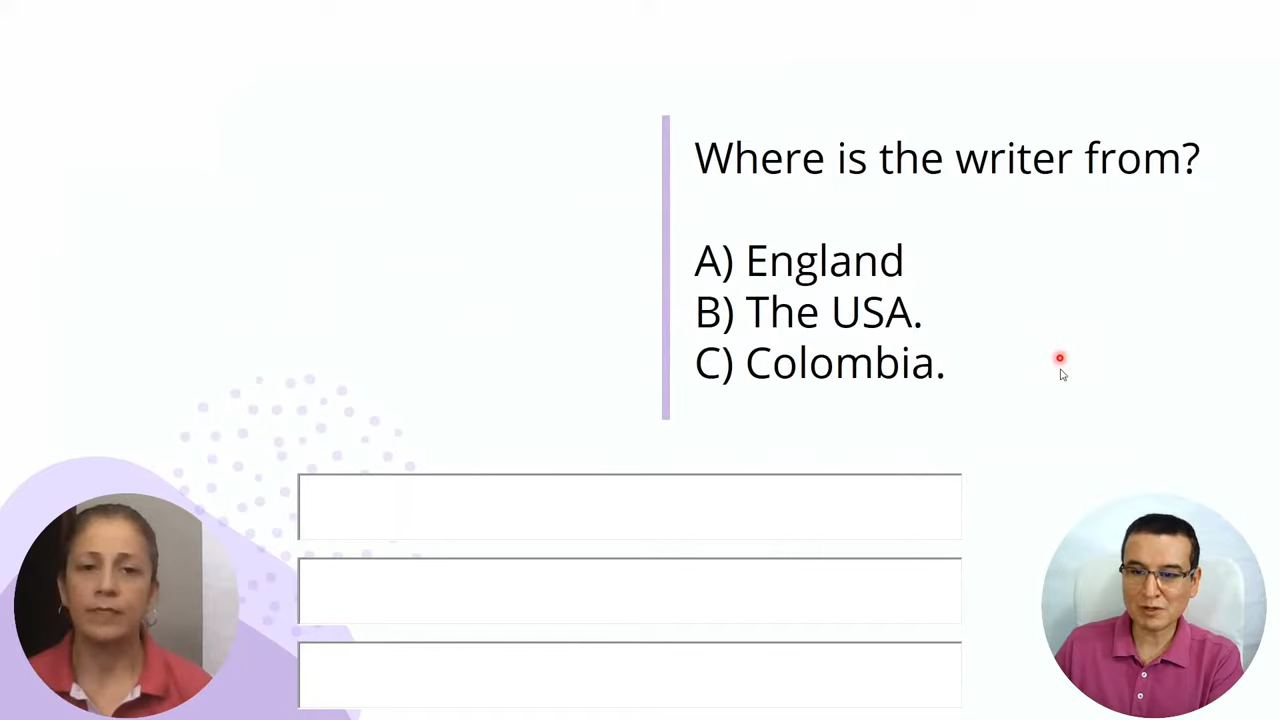 Where is the writer from?
A) England
B) The USA.
C) Colombia.